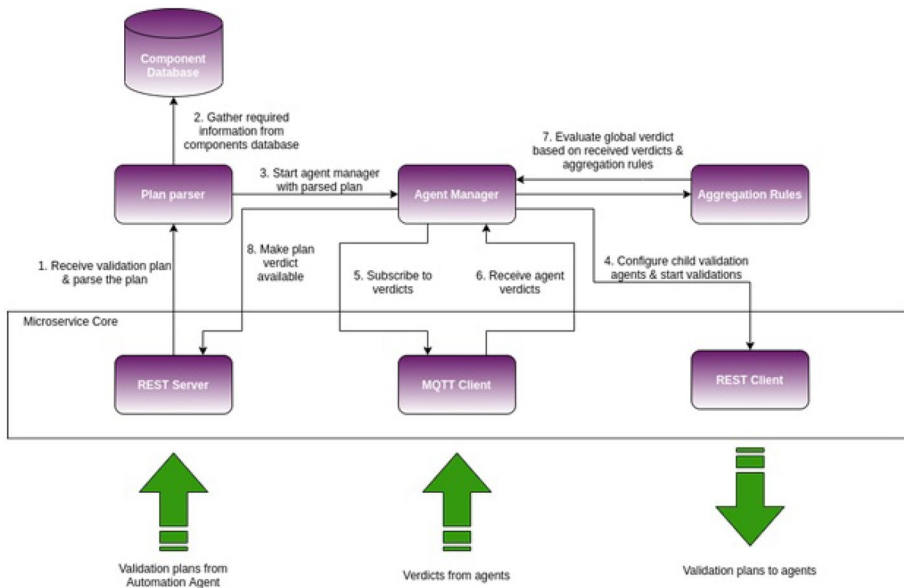 Component
Database
2. Gather required
information from
components database
7. Evaluate global verdict
based on received verdicts &
aggregation rules
3. Start agent manager
with parsed plan
Plan parser
Agent Manager
Aggregation Rules
1. Receive validation plan
& parse the plan
8. Make plan
verdict
available
5. Subscribe to
verdicts
6. Receive agent
verdicts
4. Configure child validation
agents & start validations
Microservice Core
REST Server
MQTT Client
REST Client
Validation plans from
Automation Agent
Verdicts from agents
Validation plans to agents